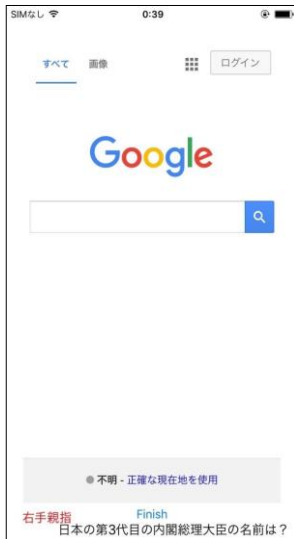 SIMなし 0:39
すべて 画像 ログイン
Google
不明 - 正確な現在地を使用
右手親指 Finish
日本の第3代目の内閣総理大臣の名前は？